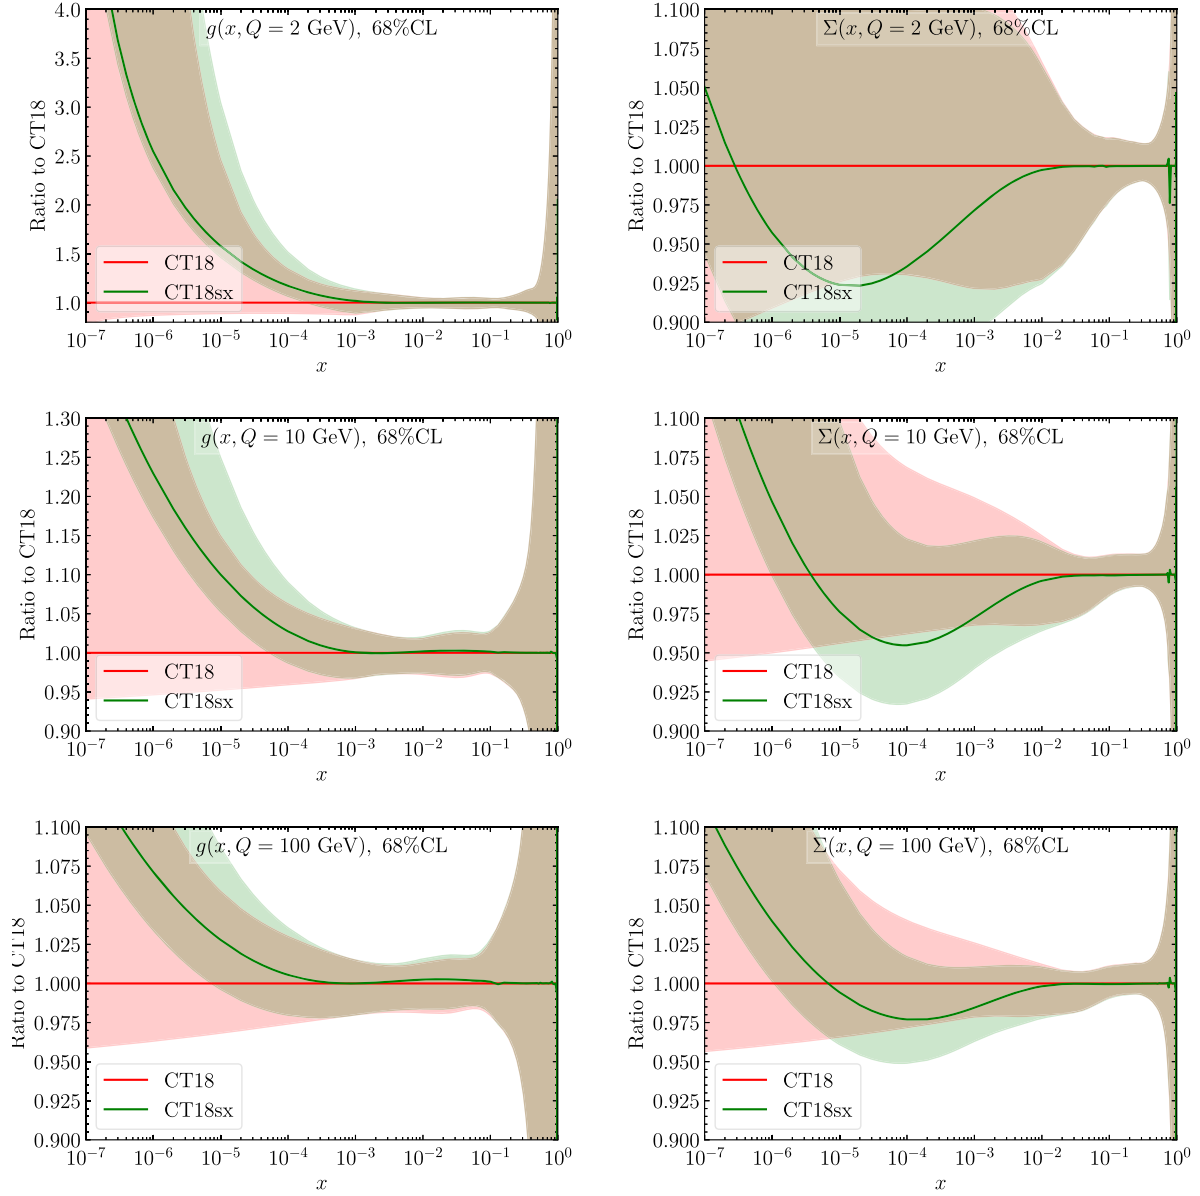 g(x, Q = 2 GeV), 68%CL
Ratio to CT18
4.0
3.5
3.0
2.5
2.0
1.5
1.0
CT18
CT18sx
10⁻⁷ 10⁻⁶ 10⁻⁵ 10⁻⁴ 10⁻³ 10⁻² 10⁻¹ 10⁰
x
Σ(x, Q = 2 GeV), 68%CL
Ratio to CT18
1.100
1.075
1.050
1.025
1.000
0.975
0.950
0.925
0.900
CT18
CT18sx
10⁻⁷ 10⁻⁶ 10⁻⁵ 10⁻⁴ 10⁻³ 10⁻² 10⁻¹ 10⁰
x
g(x, Q = 10 GeV), 68%CL
Ratio to CT18
1.30
1.25
1.20
1.15
1.10
1.05
1.00
0.95
0.90
CT18
CT18sx
10⁻⁷ 10⁻⁶ 10⁻⁵ 10⁻⁴ 10⁻³ 10⁻² 10⁻¹ 10⁰
x
Σ(x, Q = 10 GeV), 68%CL
Ratio to CT18
1.100
1.075
1.050
1.025
1.000
0.975
0.950
0.925
0.900
CT18
CT18sx
10⁻⁷ 10⁻⁶ 10⁻⁵ 10⁻⁴ 10⁻³ 10⁻² 10⁻¹ 10⁰
x
g(x, Q = 100 GeV), 68%CL
Ratio to CT18
1.100
1.075
1.050
1.025
1.000
0.975
0.950
0.925
0.900
CT18
CT18sx
10⁻⁷ 10⁻⁶ 10⁻⁵ 10⁻⁴ 10⁻³ 10⁻² 10⁻¹ 10⁰
x
Σ(x, Q = 100 GeV), 68%CL
Ratio to CT18
1.100
1.075
1.050
1.025
1.000
0.975
0.950
0.925
0.900
CT18
CT18sx
10⁻⁷ 10⁻⁶ 10⁻⁵ 10⁻⁴ 10⁻³ 10⁻² 10⁻¹ 10⁰
x